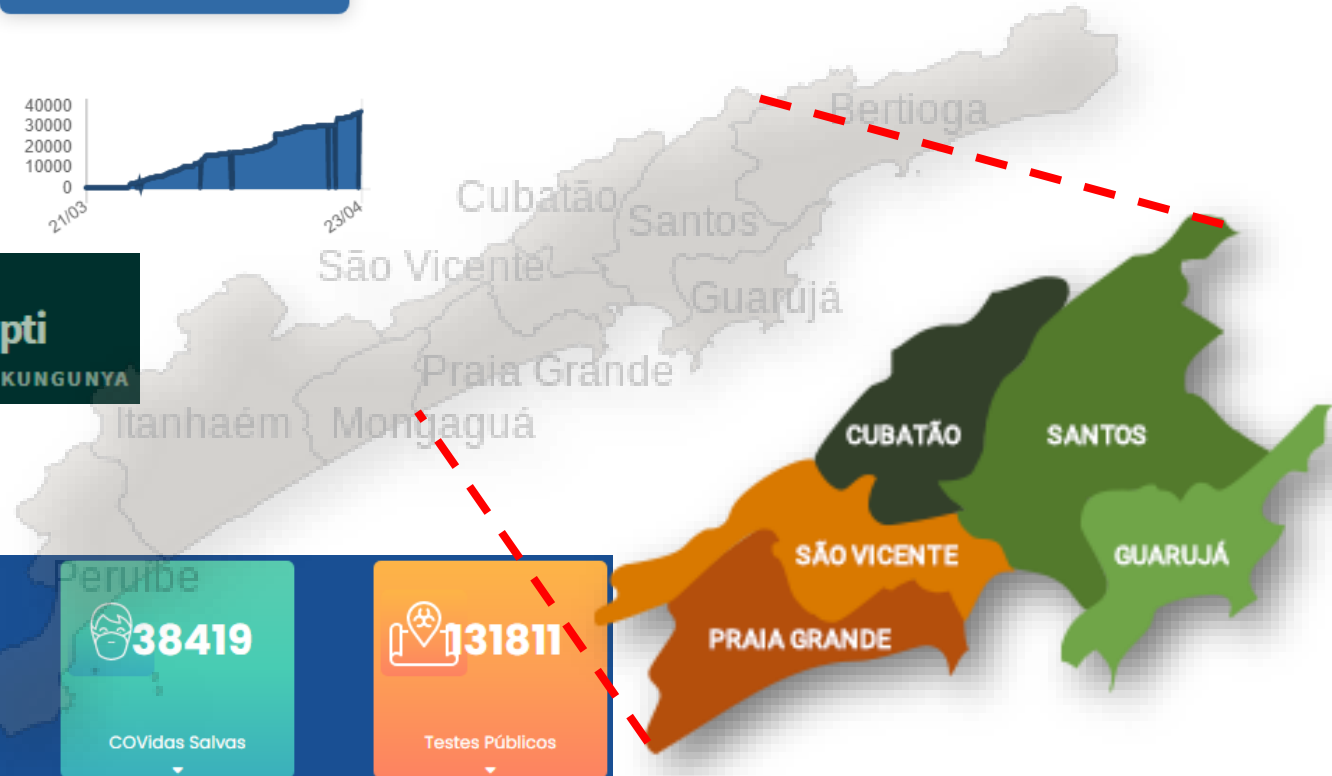 40000
30000
20000
10000
0
21/03
23/04
Bertioga
Cubatão
Santos
São Vicente
Guarujá
Praia Grande
Itanhaém
Mongaguá
Peruíbe
pti
KUNGUNYA
CUBATÃO
SANTOS
SÃO VICENTE
GUARUJÁ
PRAIA GRANDE
38419
COVidas Salvas
131811
Testes Públicos